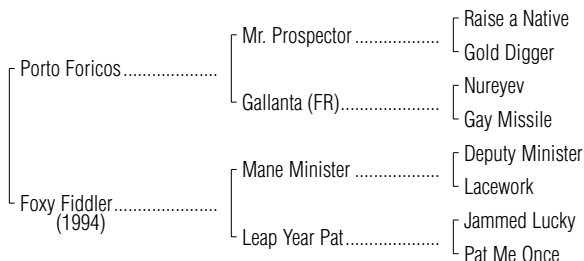 Raise a Native
Mr. Prospector ...................
Gold Digger
Porto Foricos .....................
Nureyev
Gallanta (FR)......................
Gay Missile
Deputy Minister
Mane Minister ...................
Lacework
Foxy Fiddler .......................
(1994)
Jammed Lucky
Leap Year Pat.....................
Pat Me Once